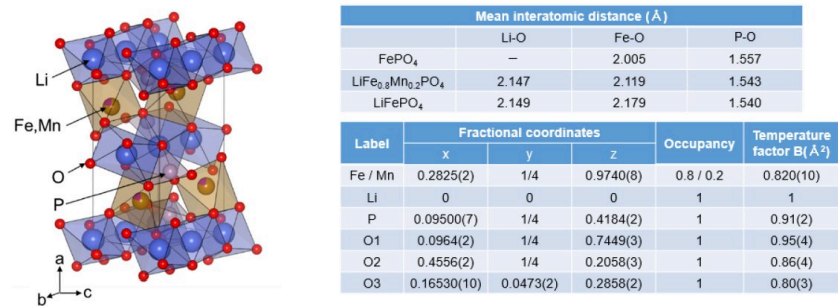 Li
Fe,Mn
O
P
a
b
c
Mean interatomic distance (Å)
Li-O Fe-O P-O
FePO₄ – 2.005 1.557
LiFe₀.₈Mn₀.₂PO₄ 2.147 2.119 1.543
LiFePO₄ 2.149 2.179 1.540
Label Fractional coordinates Occupancy Temperature factor B(Å²)
x y z
Fe / Mn 0.2825(2) 1/4 0.9740(8) 0.8 / 0.2 0.820(10)
Li 0 0 0 1 1
P 0.09500(7) 1/4 0.4184(2) 1 0.91(2)
O1 0.0964(2) 1/4 0.7449(3) 1 0.95(4)
O2 0.4556(2) 1/4 0.2058(3) 1 0.86(4)
O3 0.16530(10) 0.0473(2) 0.2858(2) 1 0.80(3)